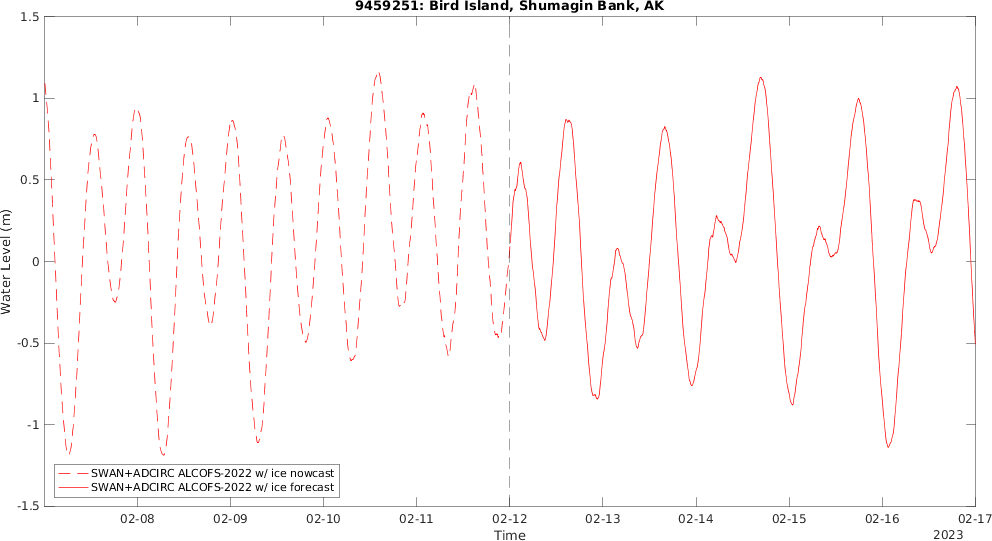 9459251: Bird Island, Shumagin Bank, AK
1.5
1
0.5
0
-0.5
-1
-1.5
Water Level (m)
SWAN+ADCIRC ALCOFS-2022 w/ ice nowcast
SWAN+ADCIRC ALCOFS-2022 w/ ice forecast
02-08 02-09 02-10 02-11 02-12 02-13 02-14 02-15 02-16 02-17
Time
2023